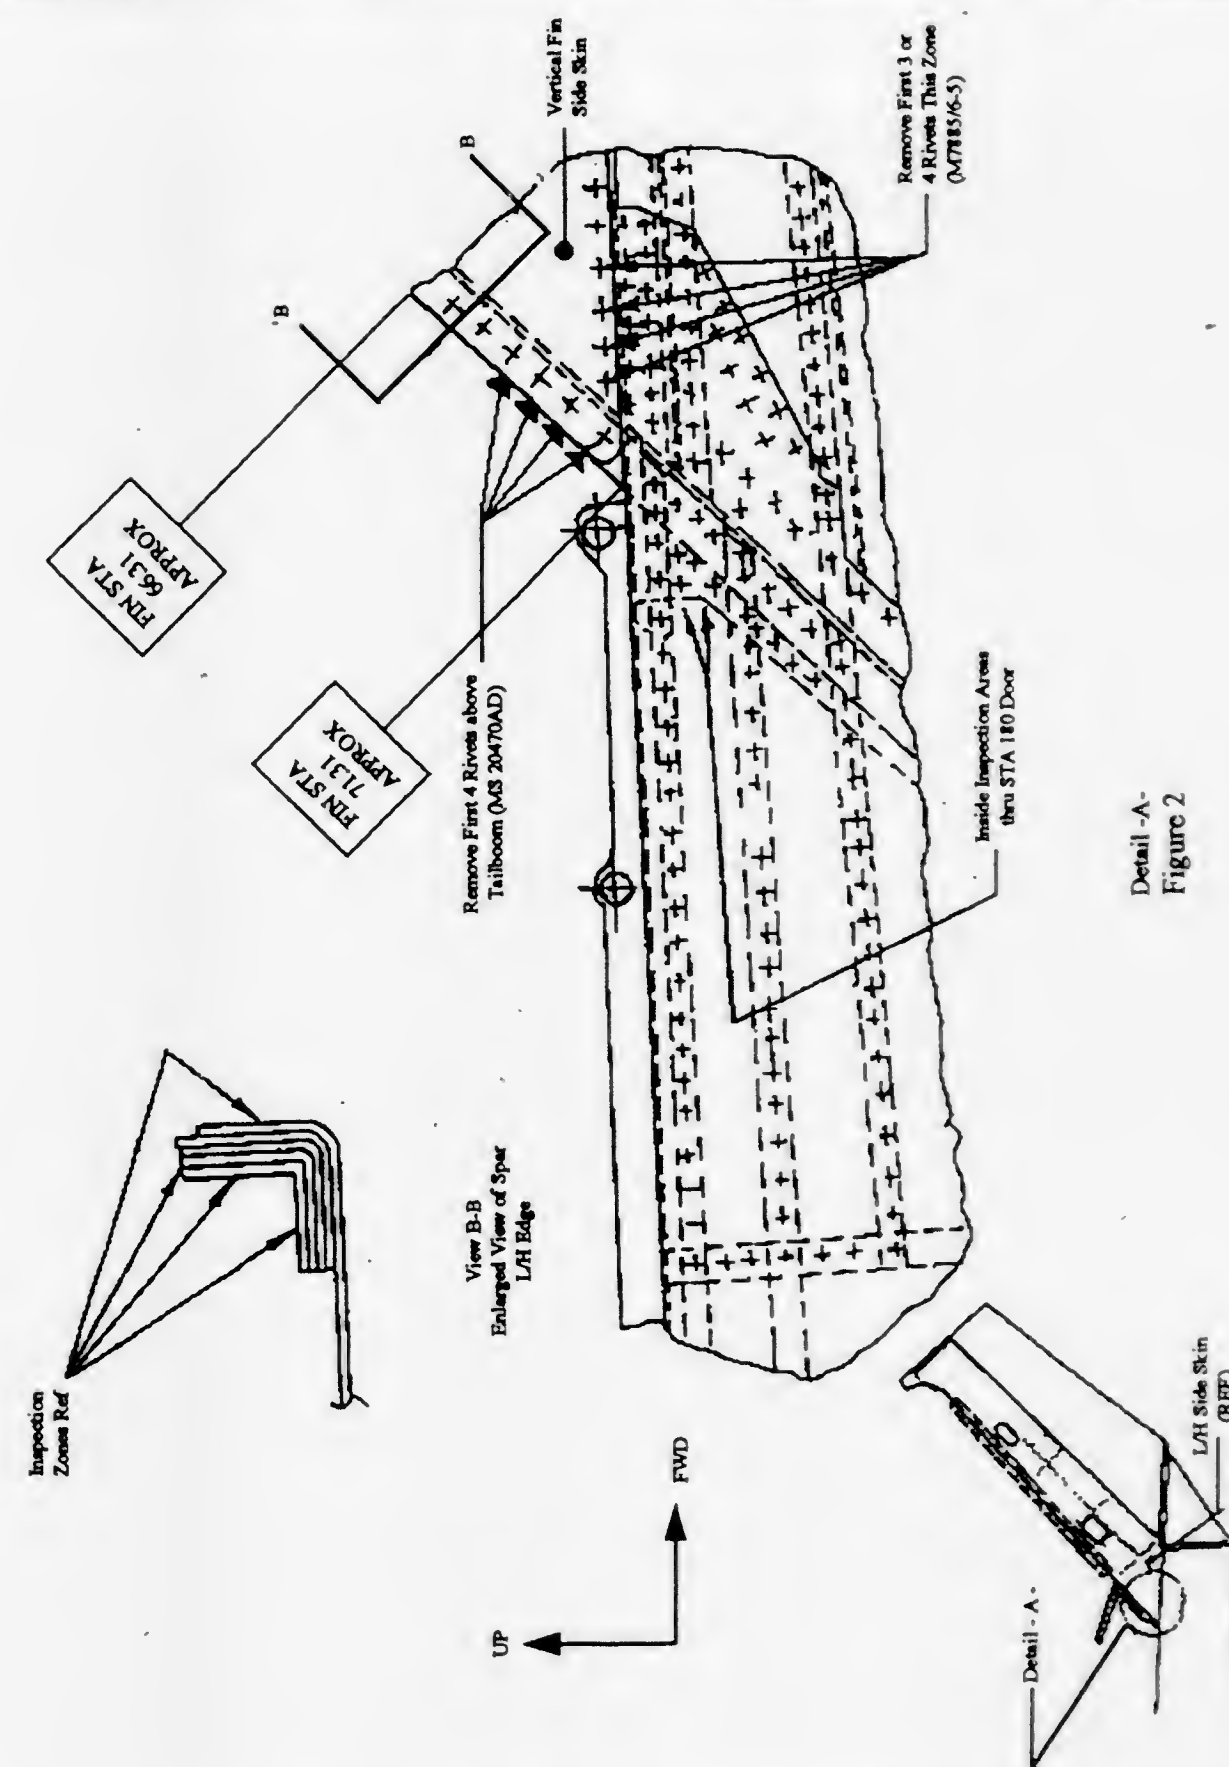 Inspection
Zones Ref
View B-B
Enlarged View of Spar
L/H Edge
UP
FWD
FIN STA
66.31
APPROX
FIN STA
71.31
APPROX
B
B
Vertical Fin
Side Skin
Remove First 4 Rivets above
Tailboom (MS 20470AD)
Remove First 3 or
4 Rivets This Zone
(M7885/6-5)
Inside Inspection Areas
thru STA 180 Door
Detail - A -
L/H Side Skin
(REF)
Detail -A-
Figure 2